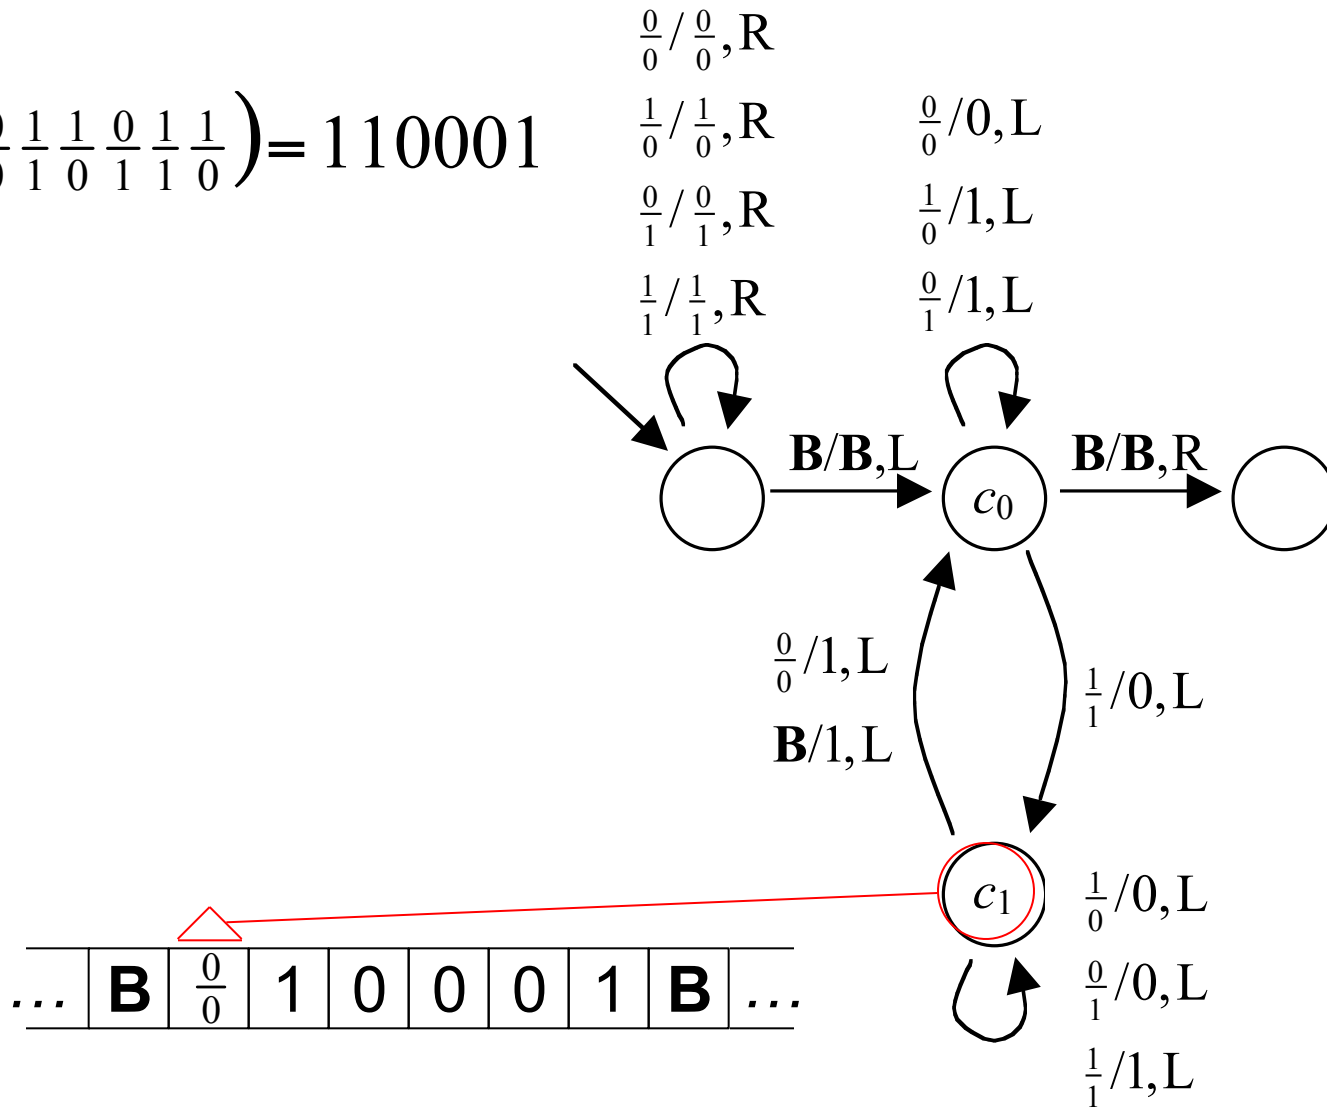 0/0 / 0/0, R
1/0 / 1/0, R
0/1 / 0/1, R
1/1 / 1/1, R
0/0 /0, L
1/0 /1, L
0/1 /1, L
1/1 1/0 0/1 1/1 1/0 ) = 110001
B/B, L
B/B, R
c₀
0/0 /1, L
B/1, L
1/1 /0, L
c₁
1/0 /0, L
0/1 /0, L
1/1 /1, L
... B 0/0 1 0 0 0 1 B ...